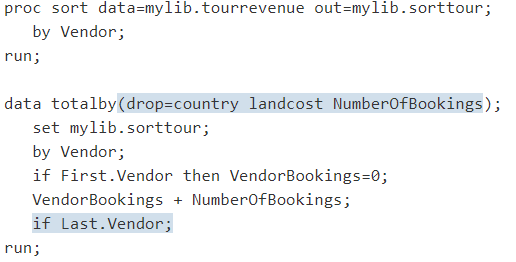 proc sort data=mylib.tourrevenue out=mylib.sorttour;
   by Vendor;
run;

data totalby(drop=country landcost NumberOfBookings);
   set mylib.sorttour;
   by Vendor;
   if First.Vendor then VendorBookings=0;
   VendorBookings + NumberOfBookings;
   if Last.Vendor;
run;